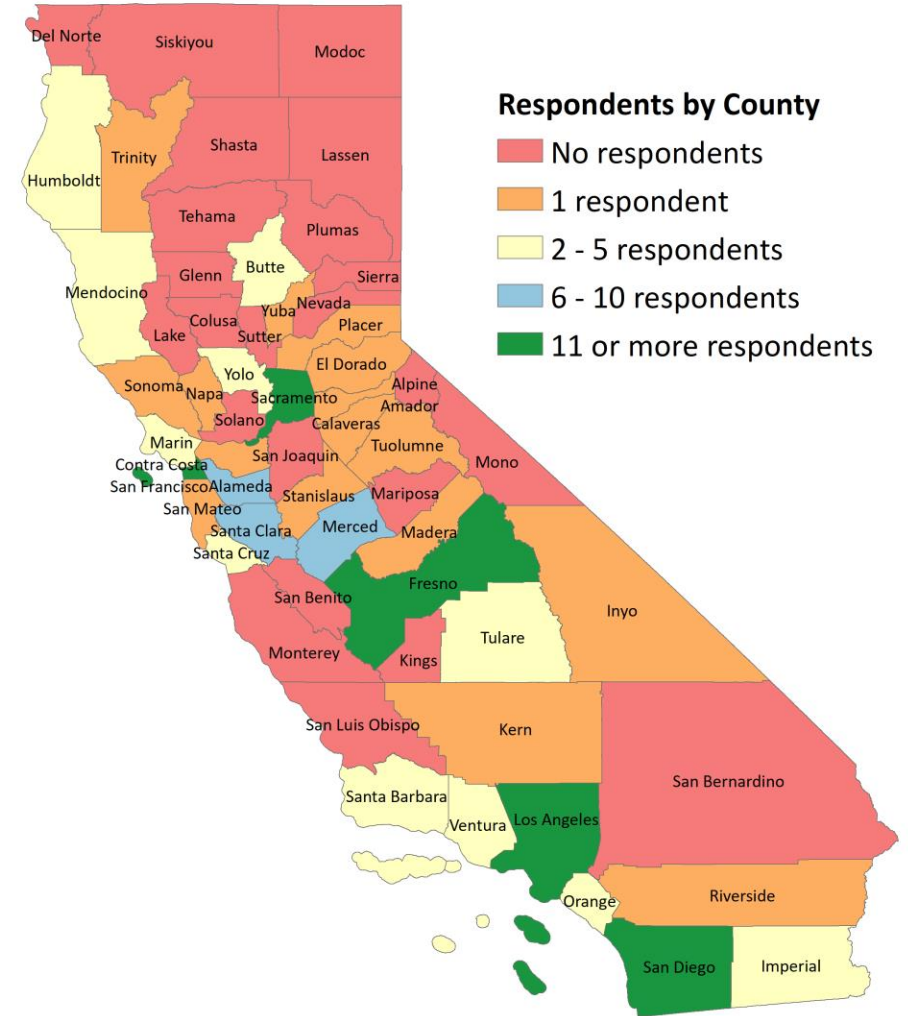 Del Norte
Siskiyou
Modoc
Respondents by County
No respondents
1 respondent
2 - 5 respondents
6 - 10 respondents
11 or more respondents
Humboldt
Trinity
Shasta
Lassen
Tehama
Plumas
Mendocino
Glenn
Butte
Sierra
Lake
Colusa
Sutter
Yuba
Nevada
Placer
Sonoma
Napa
Yolo
Sacramento
El Dorado
Alpine
Amador
Solano
Calaveras
Marin
Tuolumne
Mono
Contra Costa
San Joaquin
San Francisco
Alameda
Stanislaus
Mariposa
San Mateo
Santa Clara
Merced
Madera
Santa Cruz
Fresno
San Benito
Inyo
Monterey
Kings
Tulare
San Luis Obispo
Kern
San Bernardino
Santa Barbara
Ventura
Los Angeles
Orange
Riverside
San Diego
Imperial